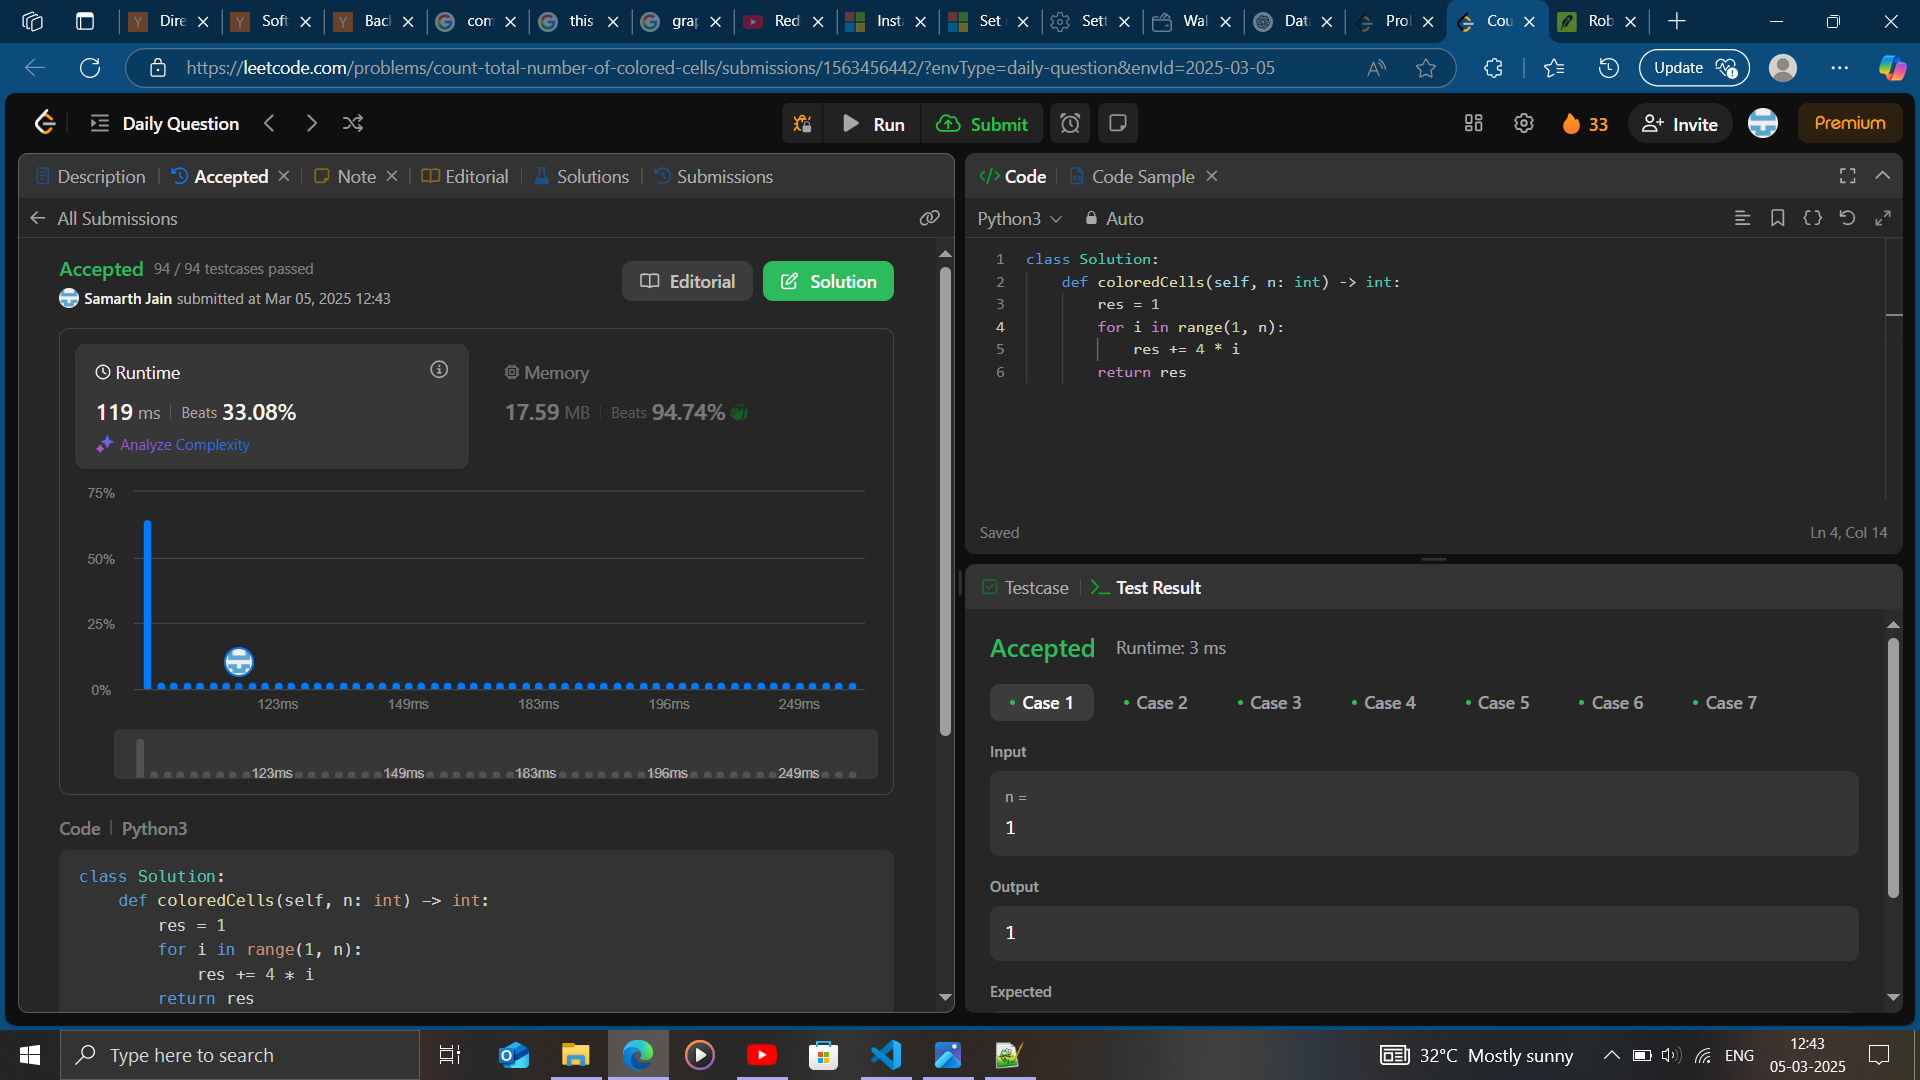 Dire
Soft
Back
com
this
grap
Redi
Insta
Set
Sett
Wall
Data
Prol
Cou
Rob
https://leetcode.com/problems/count-total-number-of-colored-cells/submissions/1563456442/?envType=daily-question&envId=2025-03-05
Update
Daily Question
Run
Submit
33
Invite
Premium
Description
Accepted
Note
Editorial
Solutions
Submissions
All Submissions
Accepted 94 / 94 testcases passed
Samarth Jain submitted at Mar 05, 2025 12:43
Editorial
Solution
Runtime
119 ms Beats 33.08%
Analyze Complexity
Memory
17.59 MB Beats 94.74%
75%
50%
25%
0%
123ms 149ms 183ms 196ms 249ms
123ms 149ms 183ms 196ms 249ms
Code Python3
class Solution:
def coloredCells(self, n: int) -> int:
res = 1
for i in range(1, n):
res += 4 * i
return res
Code
Code Sample
Python3
Auto
1 class Solution:
2 def coloredCells(self, n: int) -> int:
3 res = 1
4 for i in range(1, n):
5 res += 4 * i
6 return res
Saved
Ln 4, Col 14
Testcase
Test Result
Accepted Runtime: 3 ms
Case 1
Case 2
Case 3
Case 4
Case 5
Case 6
Case 7
Input
n =
1
Output
1
Expected
Type here to search
32°C Mostly sunny
ENG
12:43
05-03-2025